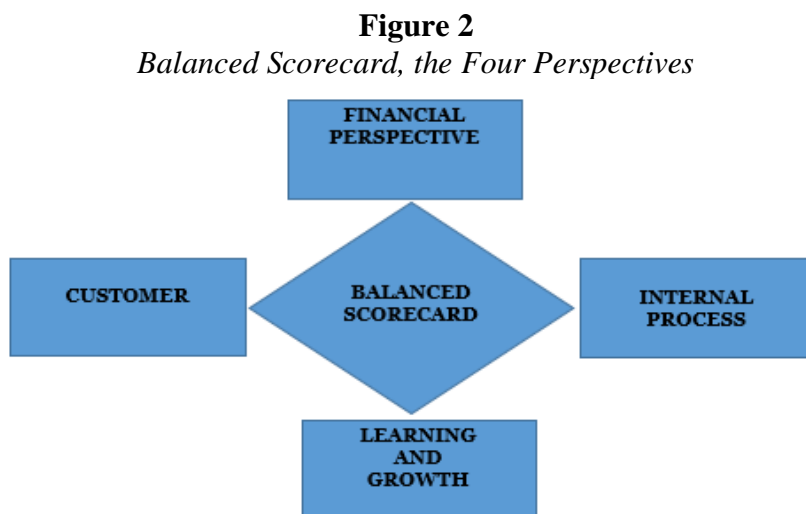 Figure 2
Balanced Scorecard, the Four Perspectives
FINANCIAL
PERSPECTIVE
CUSTOMER
BALANCED
SCORECARD
INTERNAL
PROCESS
LEARNING
AND
GROWTH